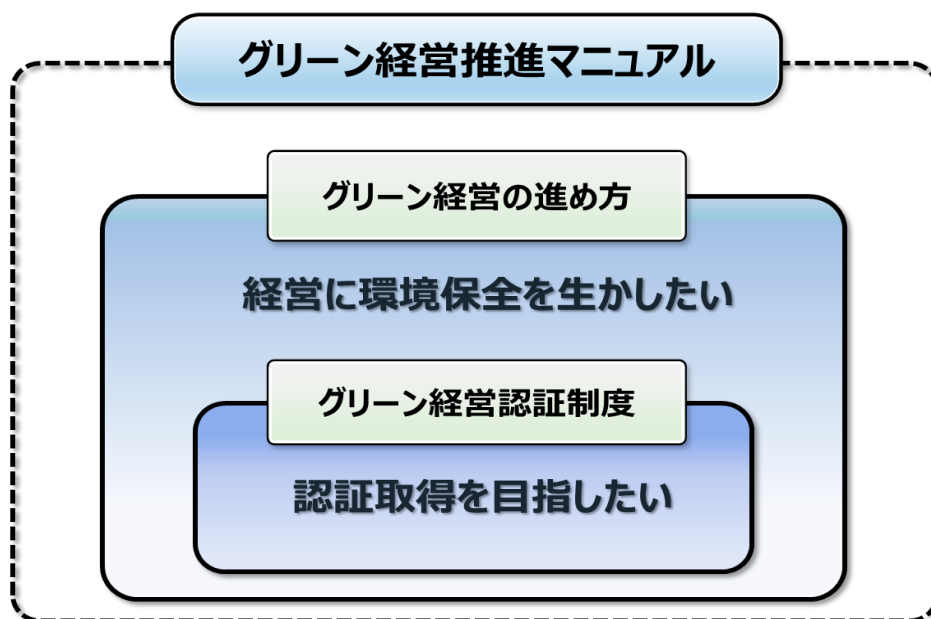 グリーン経営推進マニュアル
グリーン経営の進め方
経営に環境保全を生かしたい
グリーン経営認証制度
認証取得を目指したい